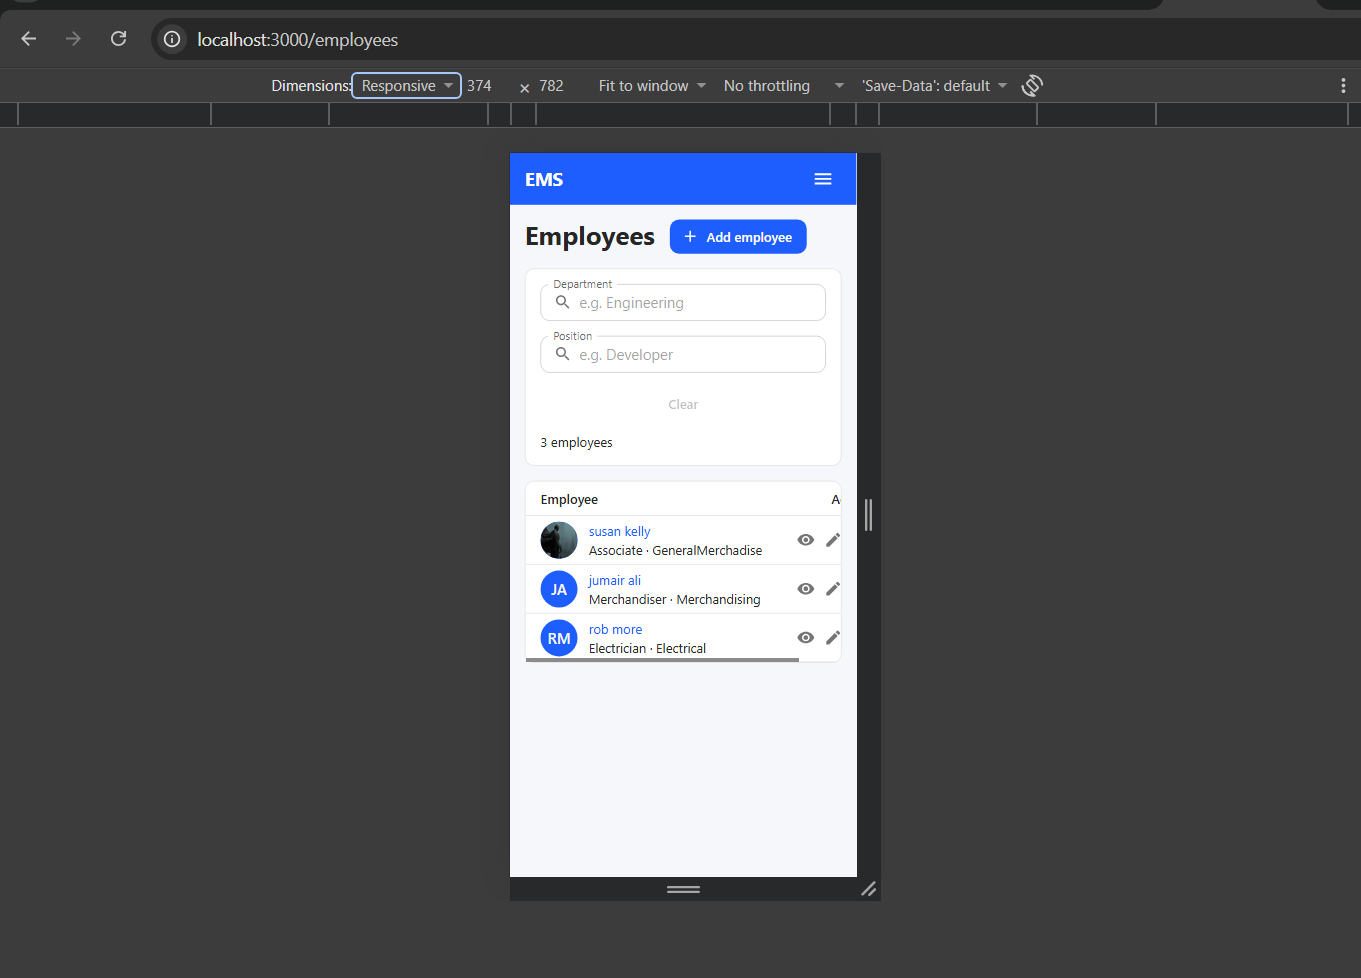 localhost:3000/employees
Dimensions: Responsive 374 × 782 Fit to window No throttling 'Save-Data': default
EMS
Employees + Add employee
Department
e.g. Engineering
Position
e.g. Developer
Clear
3 employees
Employee
susan kelly
Associate · GeneralMerchadise
JA
jumair ali
Merchandiser · Merchandising
RM
rob more
Electrician · Electrical